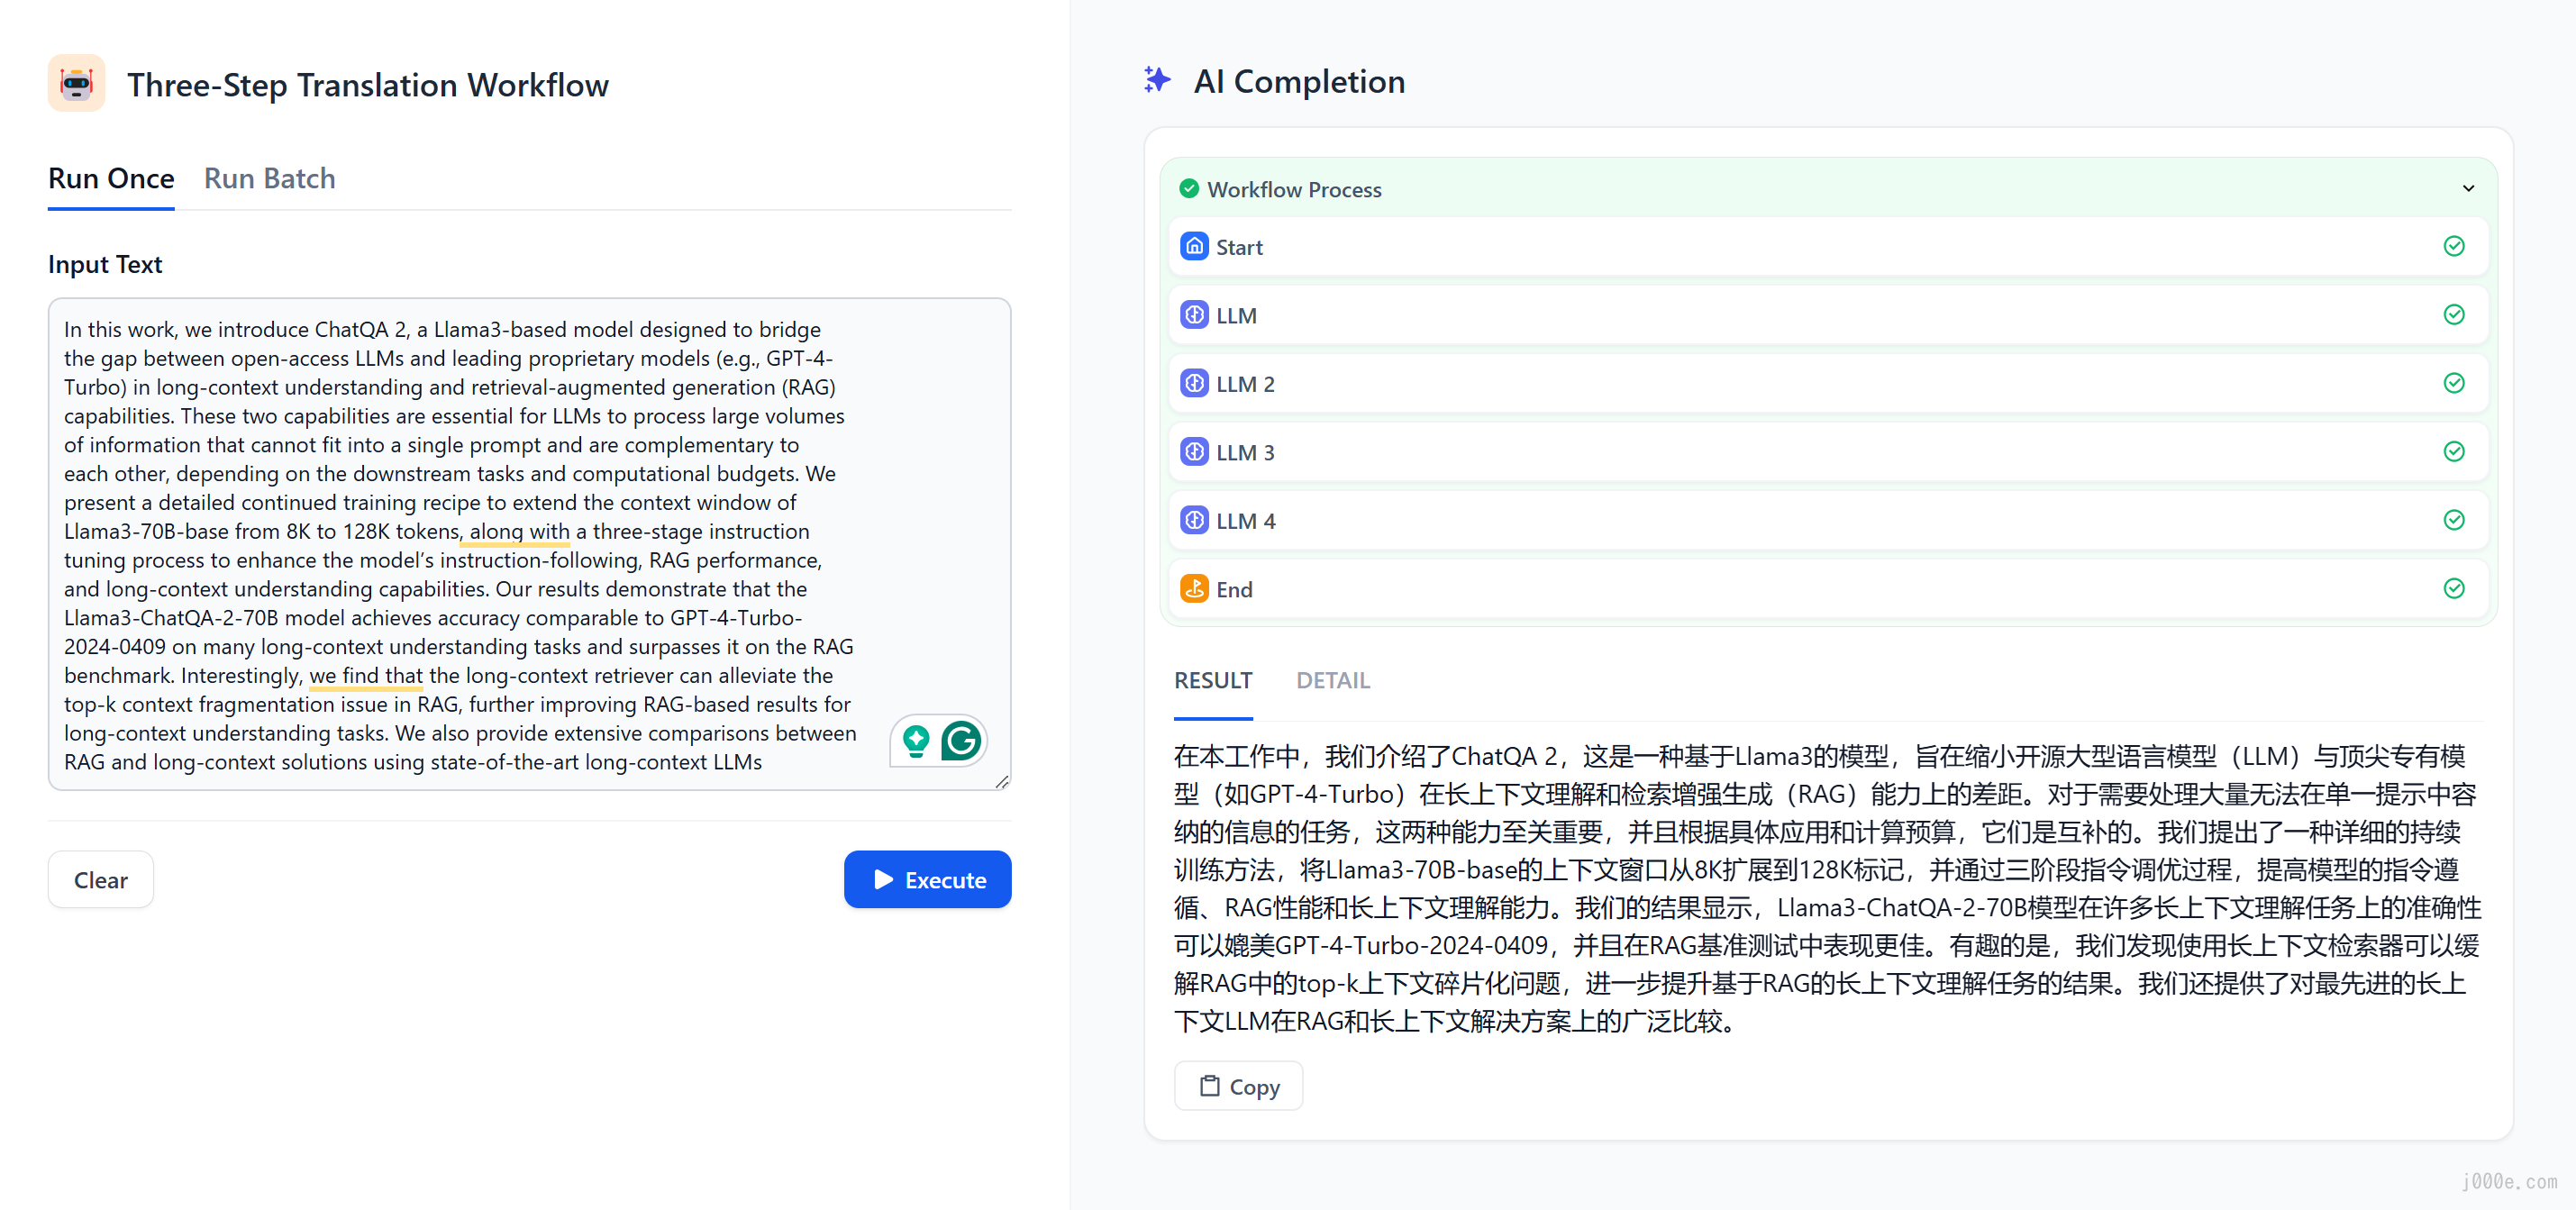 Three-Step Translation Workflow
Run Once
Run Batch
Input Text
In this work, we introduce ChatQA 2, a Llama3-based model designed to bridge
the gap between open-access LLMs and leading proprietary models (e.g., GPT-4-
Turbo) in long-context understanding and retrieval-augmented generation (RAG)
capabilities. These two capabilities are essential for LLMs to process large volumes
of information that cannot fit into a single prompt and are complementary to
each other, depending on the downstream tasks and computational budgets. We
present a detailed continued training recipe to extend the context window of
Llama3-70B-base from 8K to 128K tokens, along with a three-stage instruction
tuning process to enhance the model’s instruction-following, RAG performance,
and long-context understanding capabilities. Our results demonstrate that the
Llama3-ChatQA-2-70B model achieves accuracy comparable to GPT-4-Turbo-
2024-0409 on many long-context understanding tasks and surpasses it on the RAG
benchmark. Interestingly, we find that the long-context retriever can alleviate the
top-k context fragmentation issue in RAG, further improving RAG-based results for
long-context understanding tasks. We also provide extensive comparisons between
RAG and long-context solutions using state-of-the-art long-context LLMs
Clear
Execute
AI Completion
Workflow Process
Start
LLM
LLM 2
LLM 3
LLM 4
End
RESULT
DETAIL
在本工作中，我们介绍了ChatQA 2，这是一种基于Llama3的模型，旨在缩小开源大型语言模型（LLM）与顶尖专有模
型（如GPT-4-Turbo）在长上下文理解和检索增强生成（RAG）能力上的差距。对于需要处理大量无法在单一提示中容
纳的信息的任务，这两种能力至关重要，并且根据具体应用和计算预算，它们是互补的。我们提出了一种详细的持续
训练方法，将Llama3-70B-base的上下文窗口从8K扩展到128K标记，并通过三阶段指令调优过程，提高模型的指令遵
循、RAG性能和长上下文理解能力。我们的结果显示，Llama3-ChatQA-2-70B模型在许多长上下文理解任务上的准确性
可以媲美GPT-4-Turbo-2024-0409，并且在RAG基准测试中表现更佳。有趣的是，我们发现使用长上下文检索器可以缓
解RAG中的top-k上下文碎片化问题，进一步提升基于RAG的长上下文理解任务的结果。我们还提供了对最先进的长上
下文LLM在RAG和长上下文解决方案上的广泛比较。
Copy
j000e.com